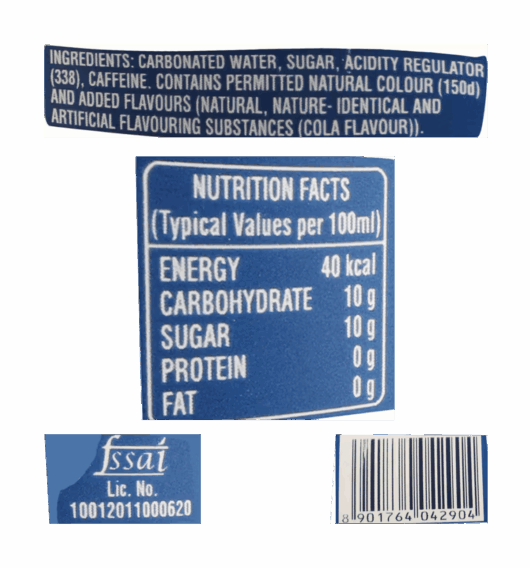 INGREDIENTS: CARBONATED WATER, SUGAR, ACIDITY REGULATOR
(338), CAFFEINE. CONTAINS PERMITTED NATURAL COLOUR (150d)
AND ADDED FLAVOURS (NATURAL, NATURE- IDENTICAL AND
ARTIFICIAL FLAVOURING SUBSTANCES (COLA FLAVOUR)).
NUTRITION FACTS
(Typical Values per 100ml)
ENERGY 40 kcal
CARBOHYDRATE 10 g
SUGAR 10 g
PROTEIN 0 g
FAT 0 g
fssai
Lic. No.
10012011000620
8 901764 042904